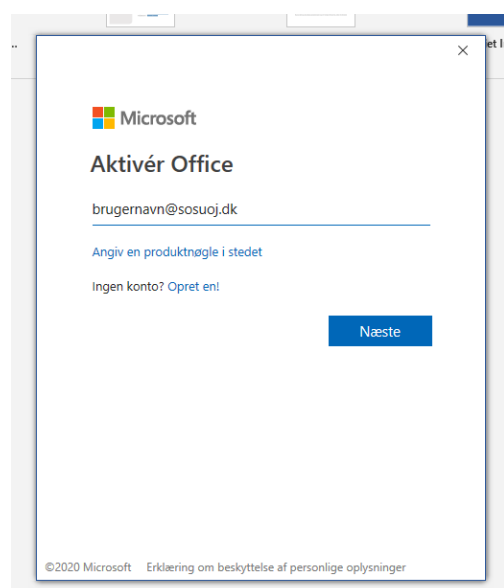 ..
et l
Microsoft
Aktivér Office
brugernavn@sosuoj.dk
Angiv en produktnøgle i stedet
Ingen konto? Opret en!
Næste
©2020 Microsoft Erklæring om beskyttelse af personlige oplysninger